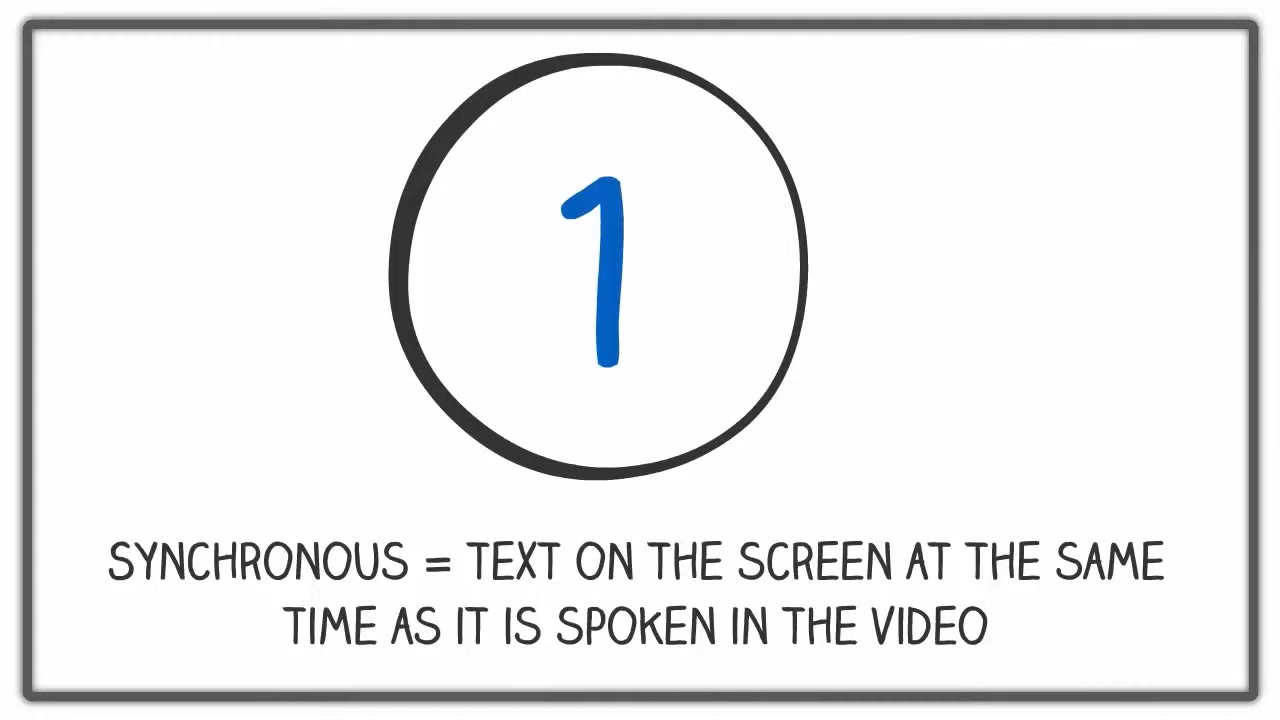 1
SYNCHRONOUS = TEXT ON THE SCREEN AT THE SAME
TIME AS IT IS SPOKEN IN THE VIDEO